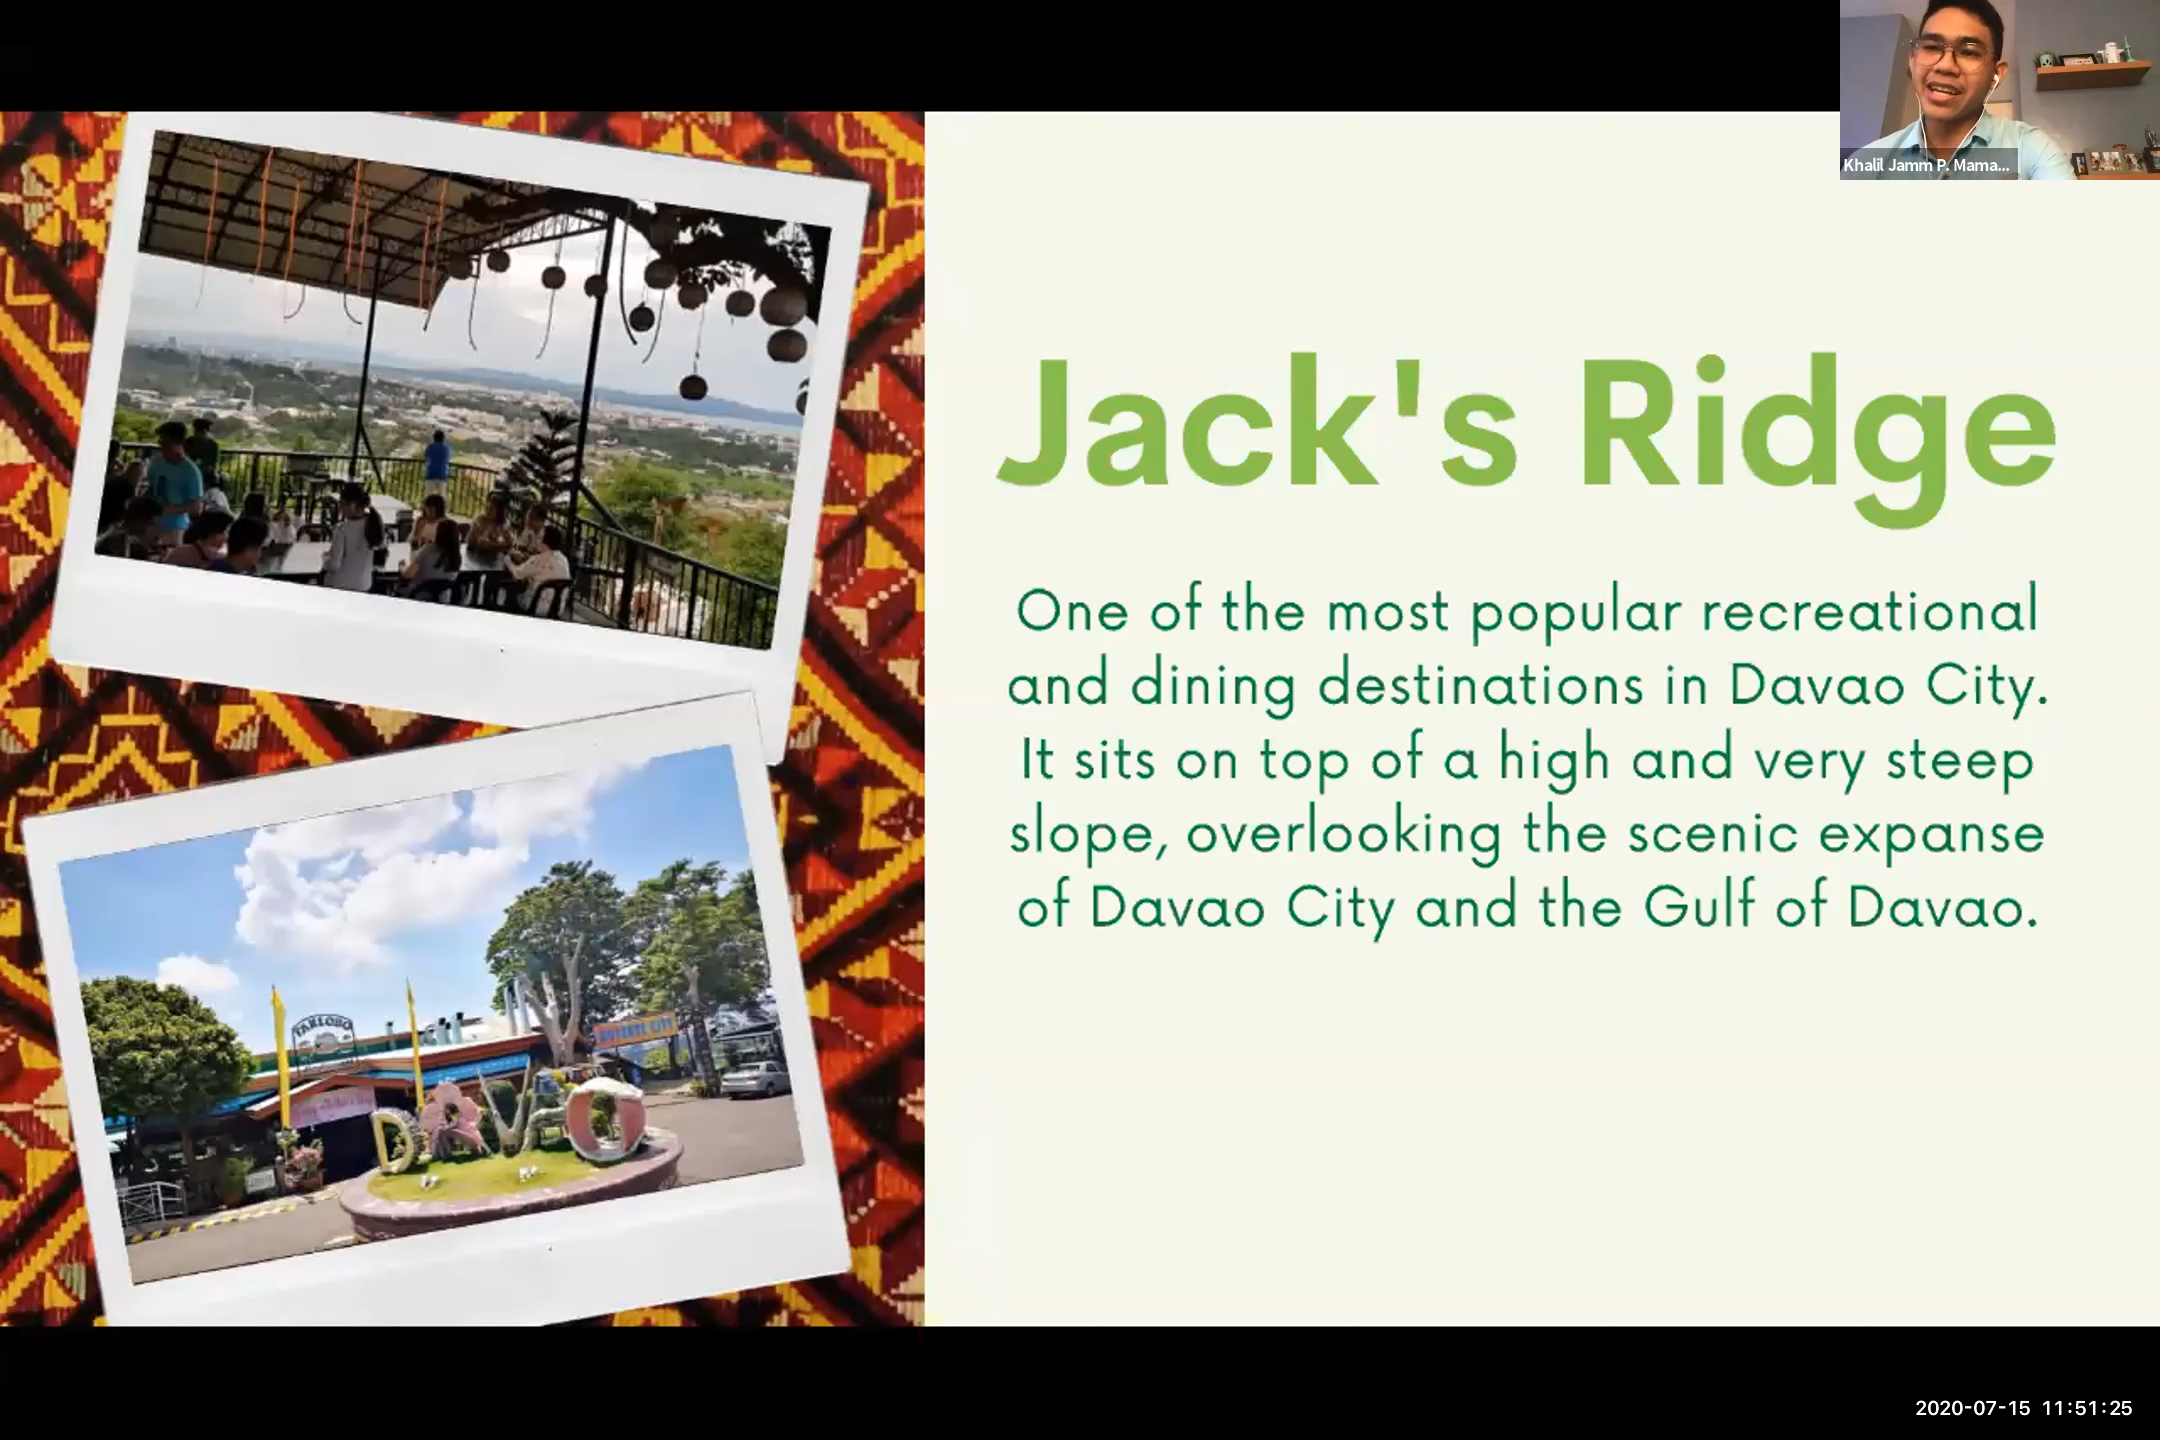 Khalil Jamm P. Mama...
Jack's Ridge
One of the most popular recreational
and dining destinations in Davao City.
It sits on top of a high and very steep
slope, overlooking the scenic expanse
of Davao City and the Gulf of Davao.
TAKLOBO
DAVAO
2020-07-15 11:51:25